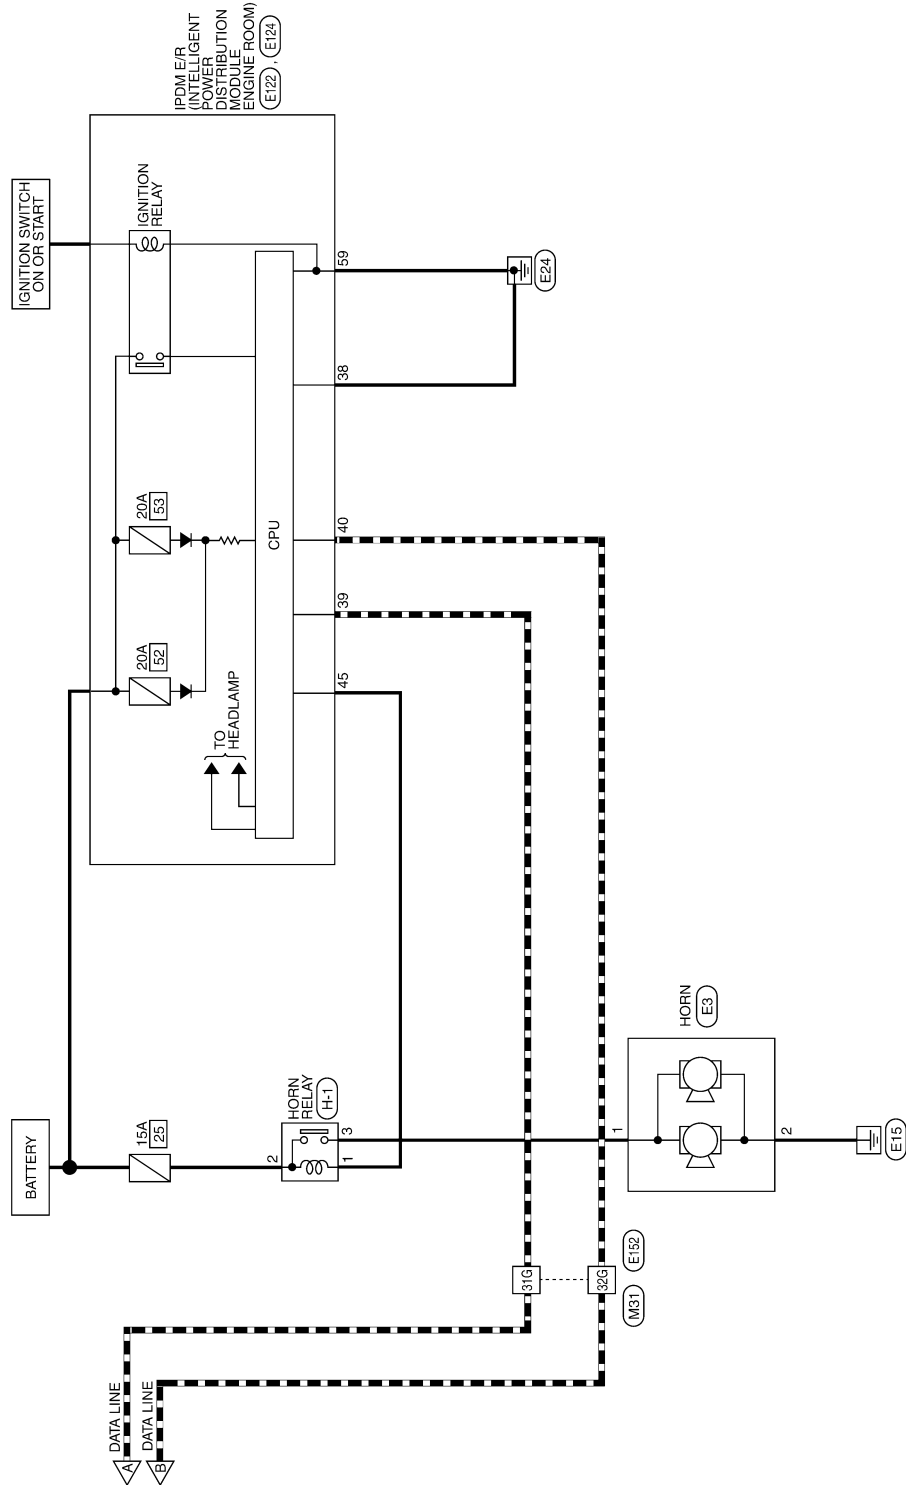 BATTERY
IGNITION SWITCH
ON OR START
IPDM E/R
(INTELLIGENT
POWER
DISTRIBUTION
MODULE
ENGINE ROOM)
E122 , E124
15A
25
20A
52
20A
53
IGNITION
RELAY
TO
HEADLAMP
CPU
DATA LINE
A
DATA LINE
B
HORN
RELAY
H-1
2
1
3
45
39
40
38
59
E24
31G
32G
M31
E152
HORN
E3
1
2
E15